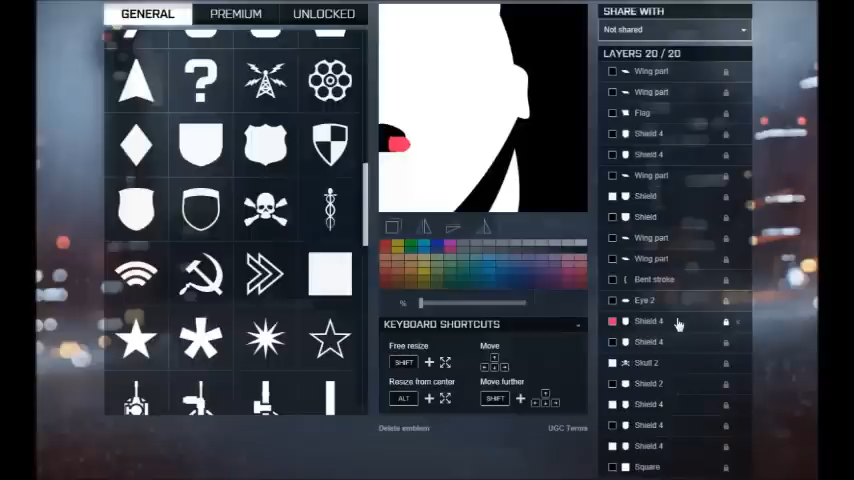 GENERAL
PREMIUM
UNLOCKED
SHARE WITH
Not shared
LAYERS 20 / 20
Wing part
Wing part
Flag
Shield 4
Shield 4
Wing part
Shield
Shield
Wing part
Wing part
Bent stroke
Eye 2
Shield 4
Shield 4
Skull 2
Shield 2
Shield 4
Shield 4
Shield 4
Square
%
KEYBOARD SHORTCUTS
Free resize
SHIFT +
Move
Resize from center
ALT +
Move further
SHIFT +
Delete emblem
UGC Terms